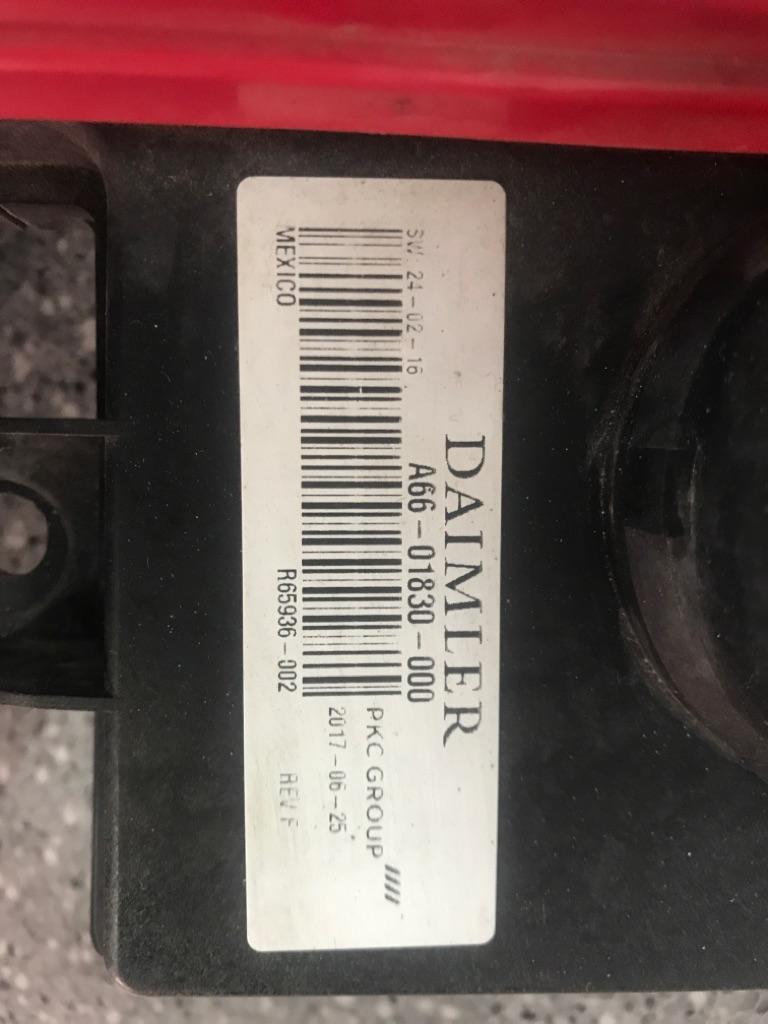 DAIMLER
A66-01830-000
SW: 24-02-16
PKC GROUP
2017-06-25
MEXICO
R65936-002
REV.F